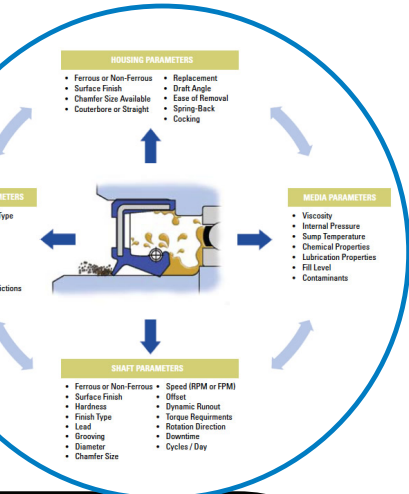 HOUSING PARAMETERS
• Ferrous or Non-Ferrous
• Surface Finish
• Chamfer Size Available
• Couterbore or Straight
• Replacement
• Draft Angle
• Ease of Removal
• Spring-Back
• Cocking
METERS
Type
ictions
MEDIA PARAMETERS
• Viscosity
• Internal Pressure
• Sump Temperature
• Chemical Properties
• Lubrication Properties
• Fill Level
• Contaminants
SHAFT PARAMETERS
• Ferrous or Non-Ferrous
• Surface Finish
• Hardness
• Finish Type
• Lead
• Grooving
• Diameter
• Chamfer Size
• Speed (RPM or FPM)
• Offset
• Dynamic Runout
• Torque Requirments
• Rotation Direction
• Downtime
• Cycles / Day